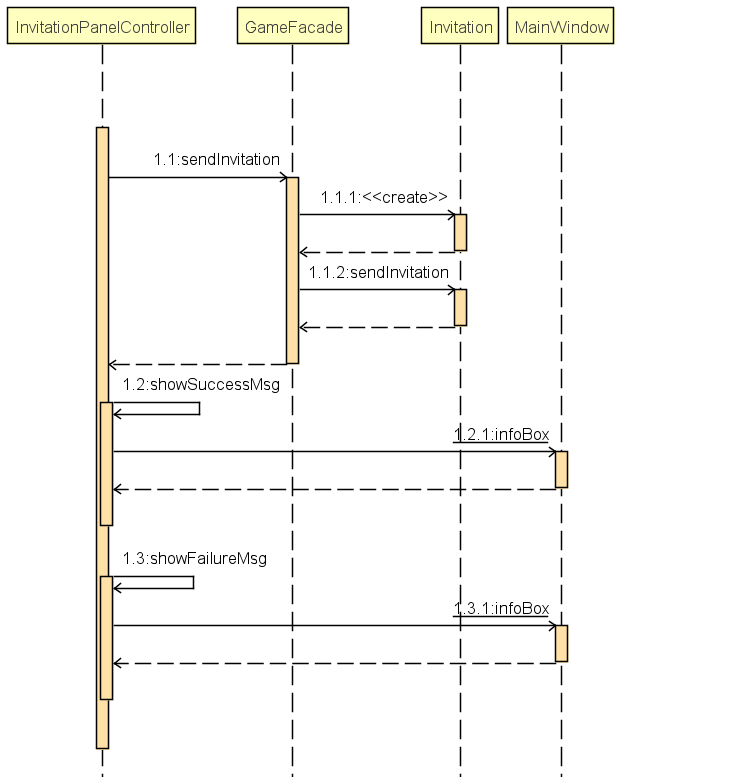 InvitationPanelController
GameFacade
Invitation
MainWindow
1.1:sendInvitation
1.1.1:<<create>>
1.1.2:sendInvitation
1.2:showSuccessMsg
1.2.1:infoBox
1.3:showFailureMsg
1.3.1:infoBox